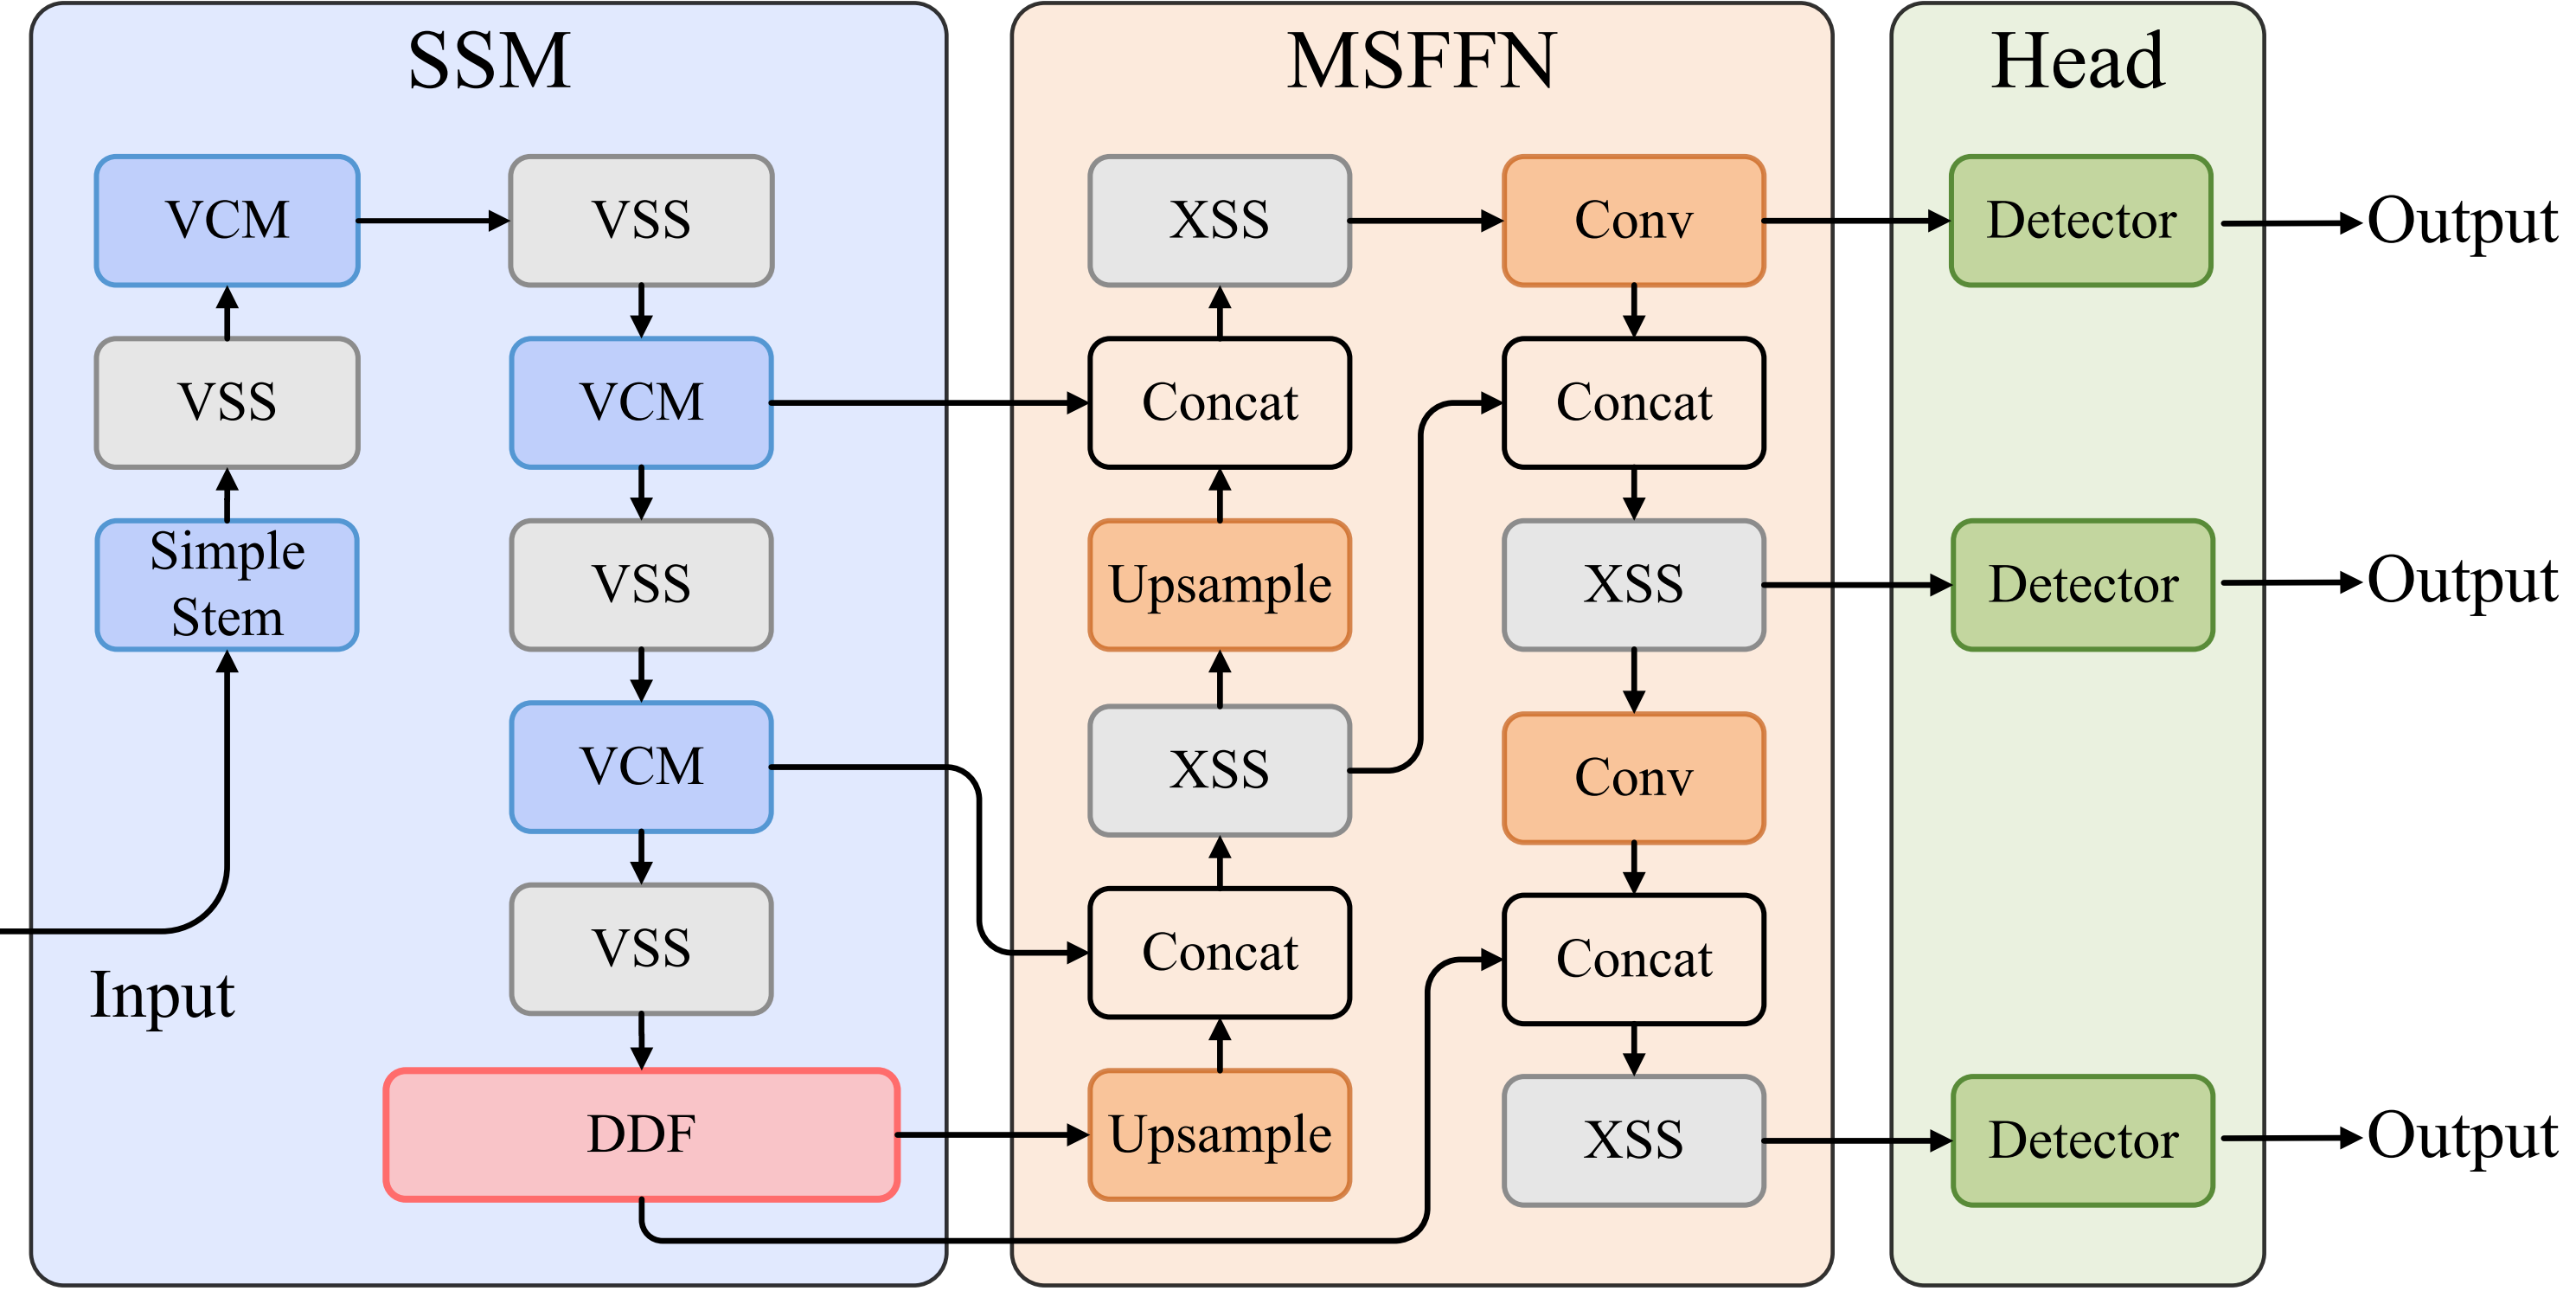 SSM
VCM
VSS
VSS
VCM
Simple
Stem
VSS
VCM
VSS
Input
DDF
MSFFN
XSS
Conv
Concat
Concat
Upsample
XSS
XSS
Conv
Concat
Concat
Upsample
XSS
Head
Detector
Output
Detector
Output
Detector
Output